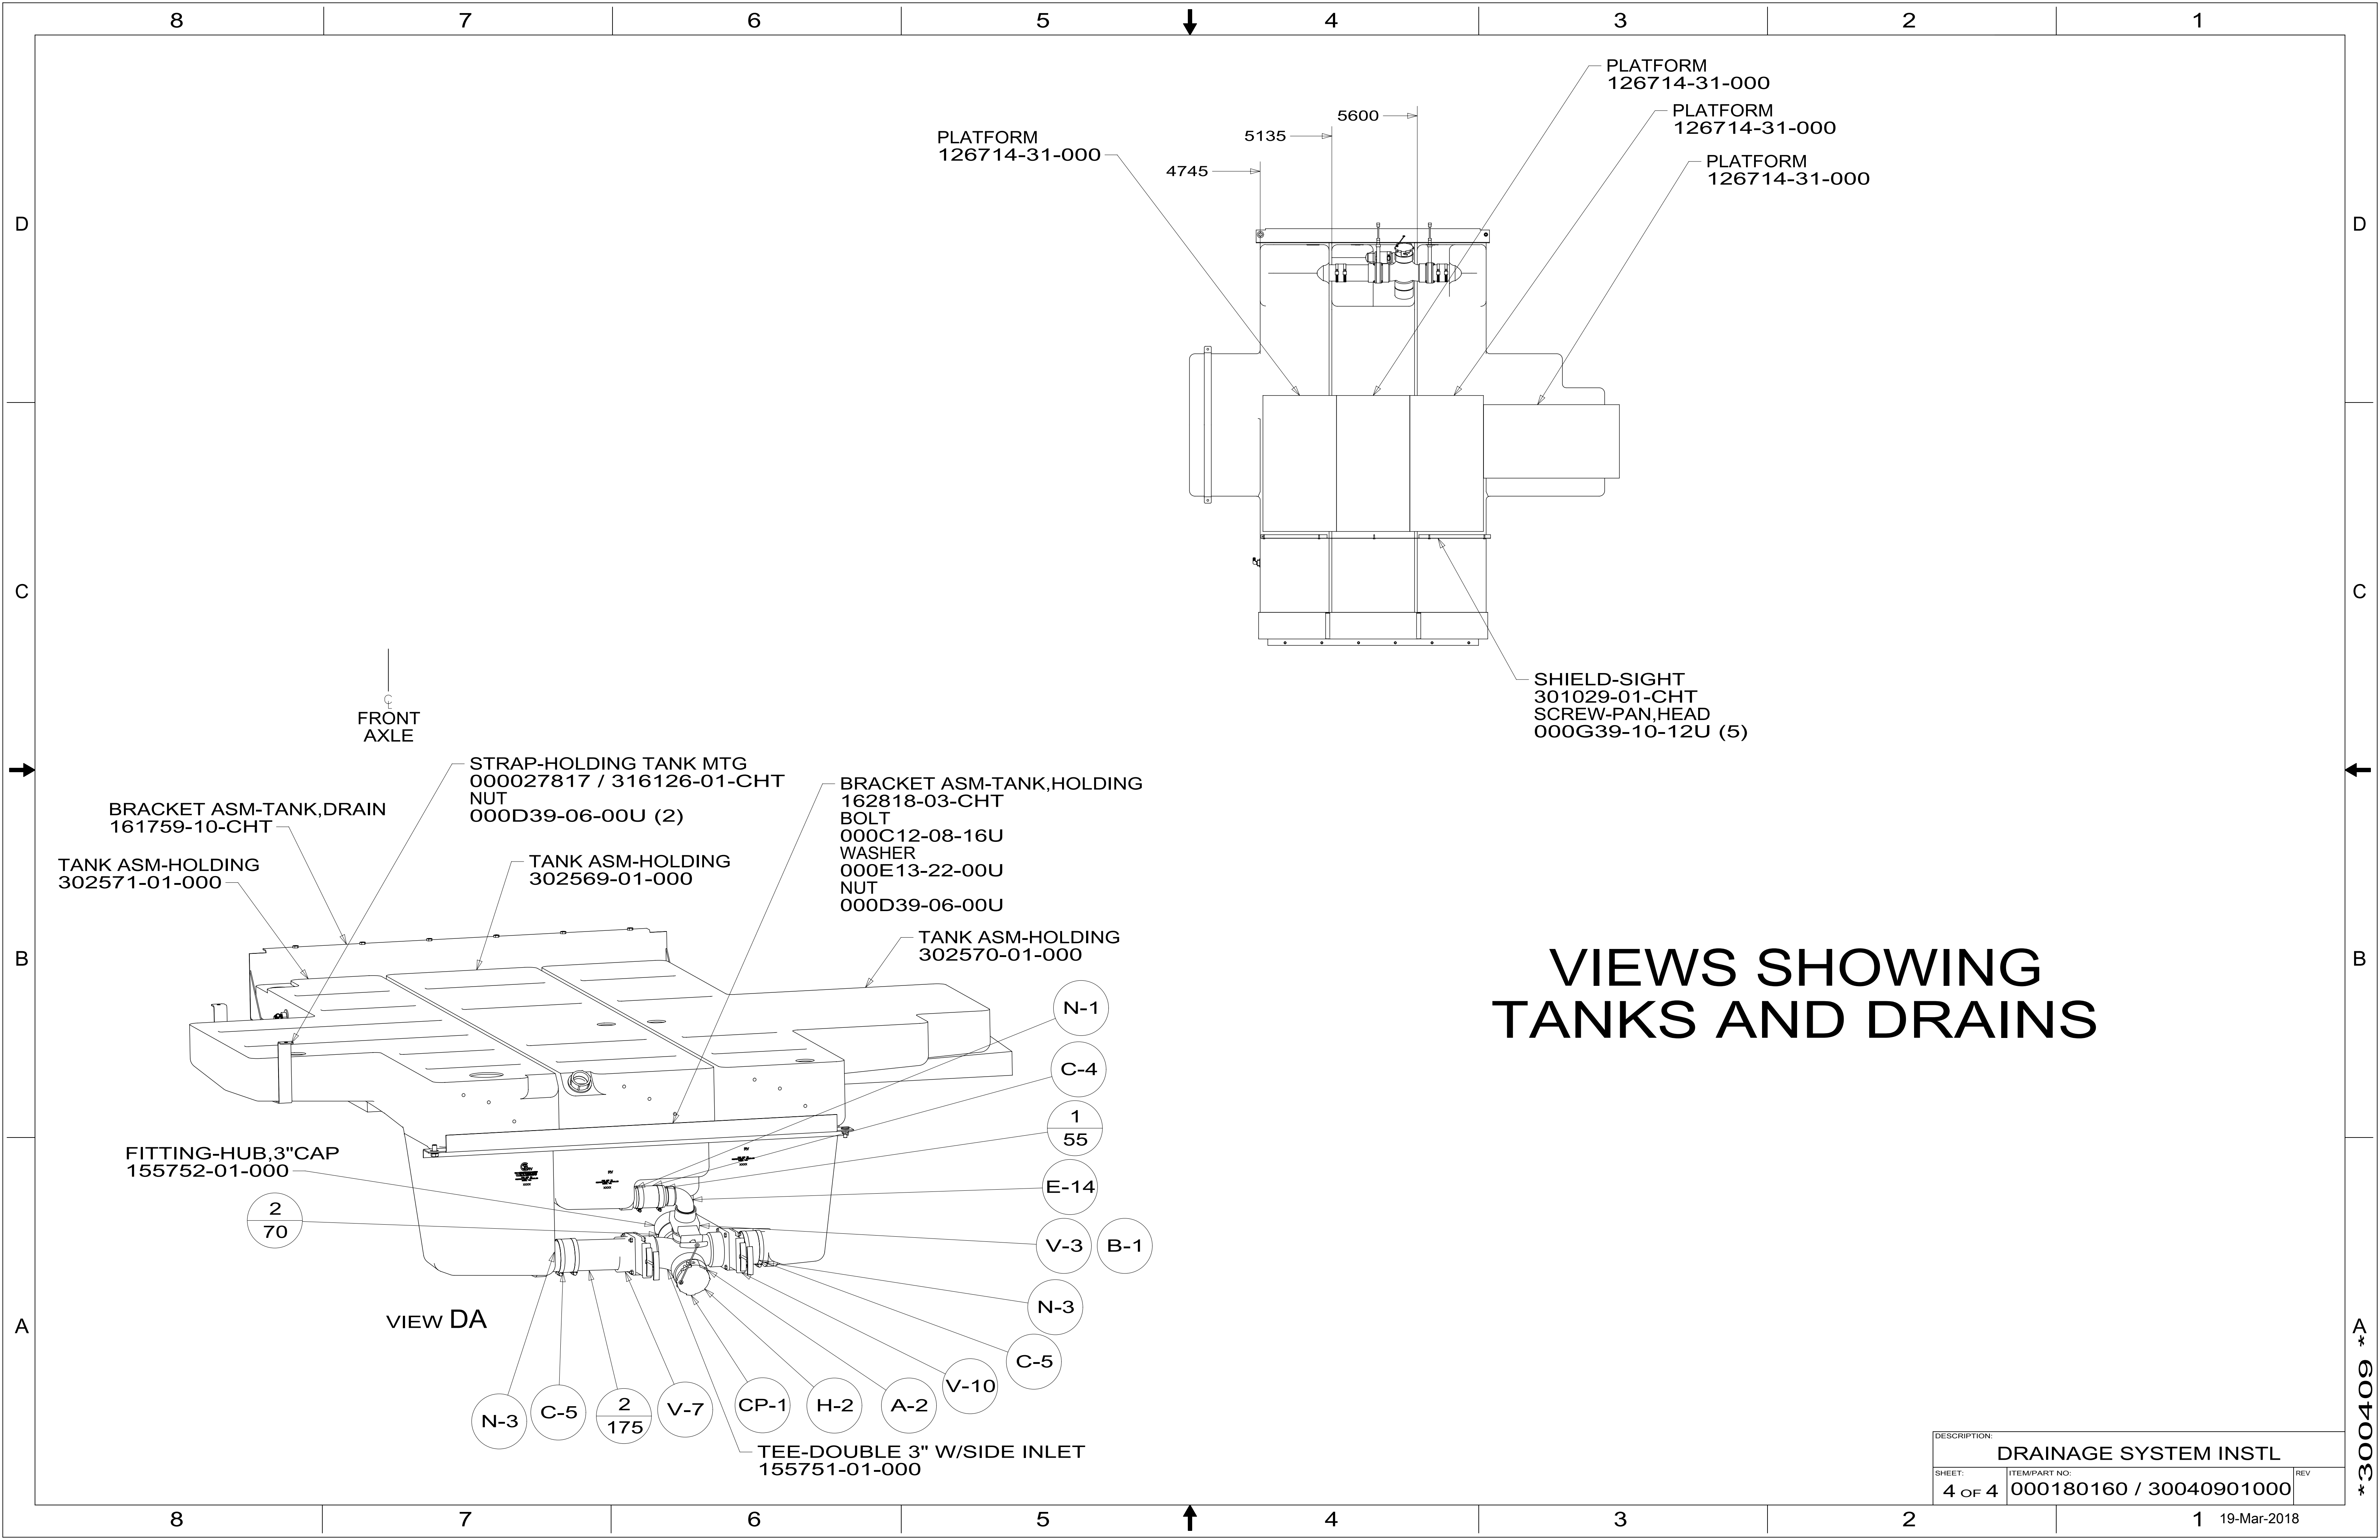 8 7 6 5 4 3 2 1
D
C
B
A
PLATFORM
126714-31-000
PLATFORM
126714-31-000
PLATFORM
126714-31-000
PLATFORM
126714-31-000
4745
5135
5600
SHIELD-SIGHT
301029-01-CHT
SCREW-PAN,HEAD
000G39-10-12U (5)
FRONT
AXLE
STRAP-HOLDING TANK MTG
000027817 / 316126-01-CHT
NUT
000D39-06-00U (2)
BRACKET ASM-TANK,DRAIN
161759-10-CHT
TANK ASM-HOLDING
302571-01-000
TANK ASM-HOLDING
302569-01-000
BRACKET ASM-TANK,HOLDING
162818-03-CHT
BOLT
000C12-08-16U
WASHER
000E13-22-00U
NUT
000D39-06-00U
TANK ASM-HOLDING
302570-01-000
N-1
C-4
1
55
E-14
V-3 B-1
N-3
C-5
V-10
A-2
H-2
CP-1
V-7
2
175
C-5
N-3
FITTING-HUB,3"CAP
155752-01-000
2
70
VIEW DA
TEE-DOUBLE 3" W/SIDE INLET
155751-01-000
VIEWS SHOWING
TANKS AND DRAINS
DESCRIPTION:
DRAINAGE SYSTEM INSTL
SHEET:
4 OF 4
ITEM/PART NO:
000180160 / 30040901000
REV
D
C
B
A
*300409*
8 7 6 5 4 3 2 1
19-Mar-2018